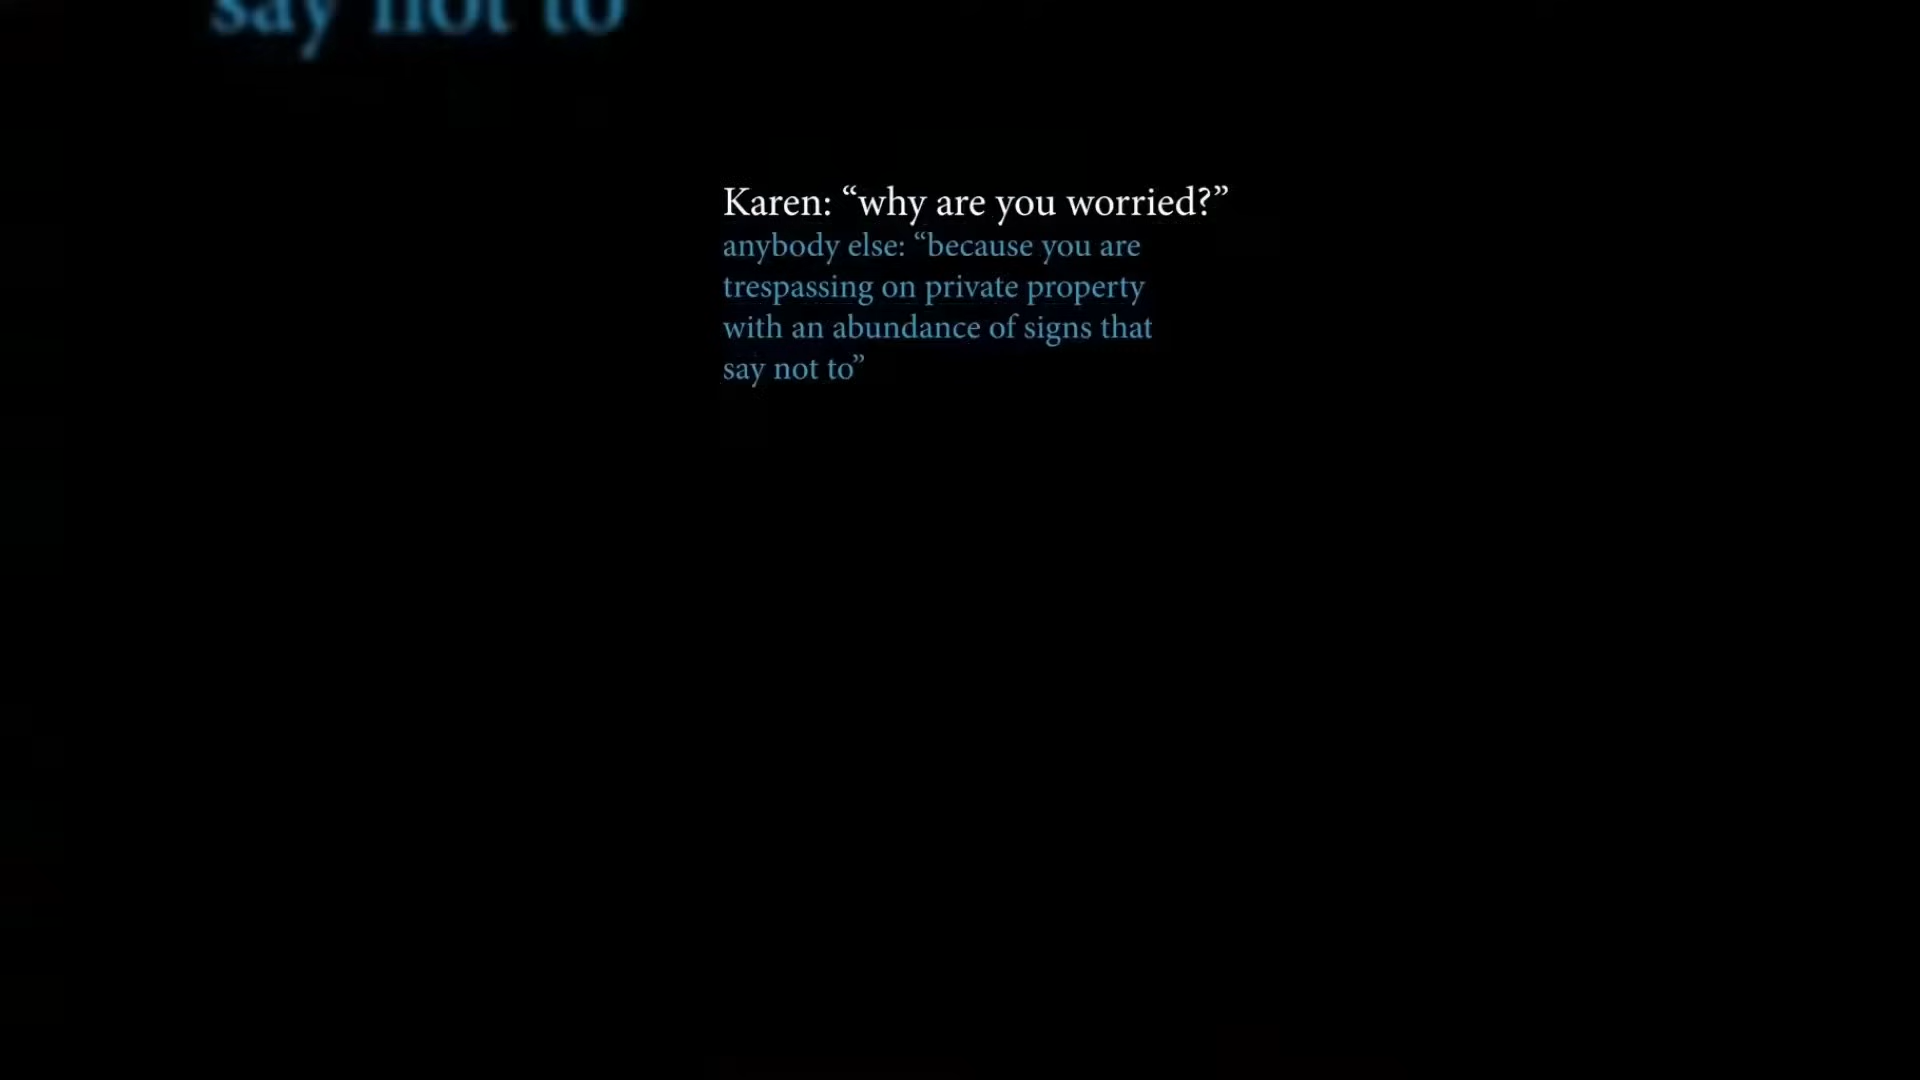 say not to
Karen: “why are you worried?”
anybody else: “because you are
trespassing on private property
with an abundance of signs that
say not to”